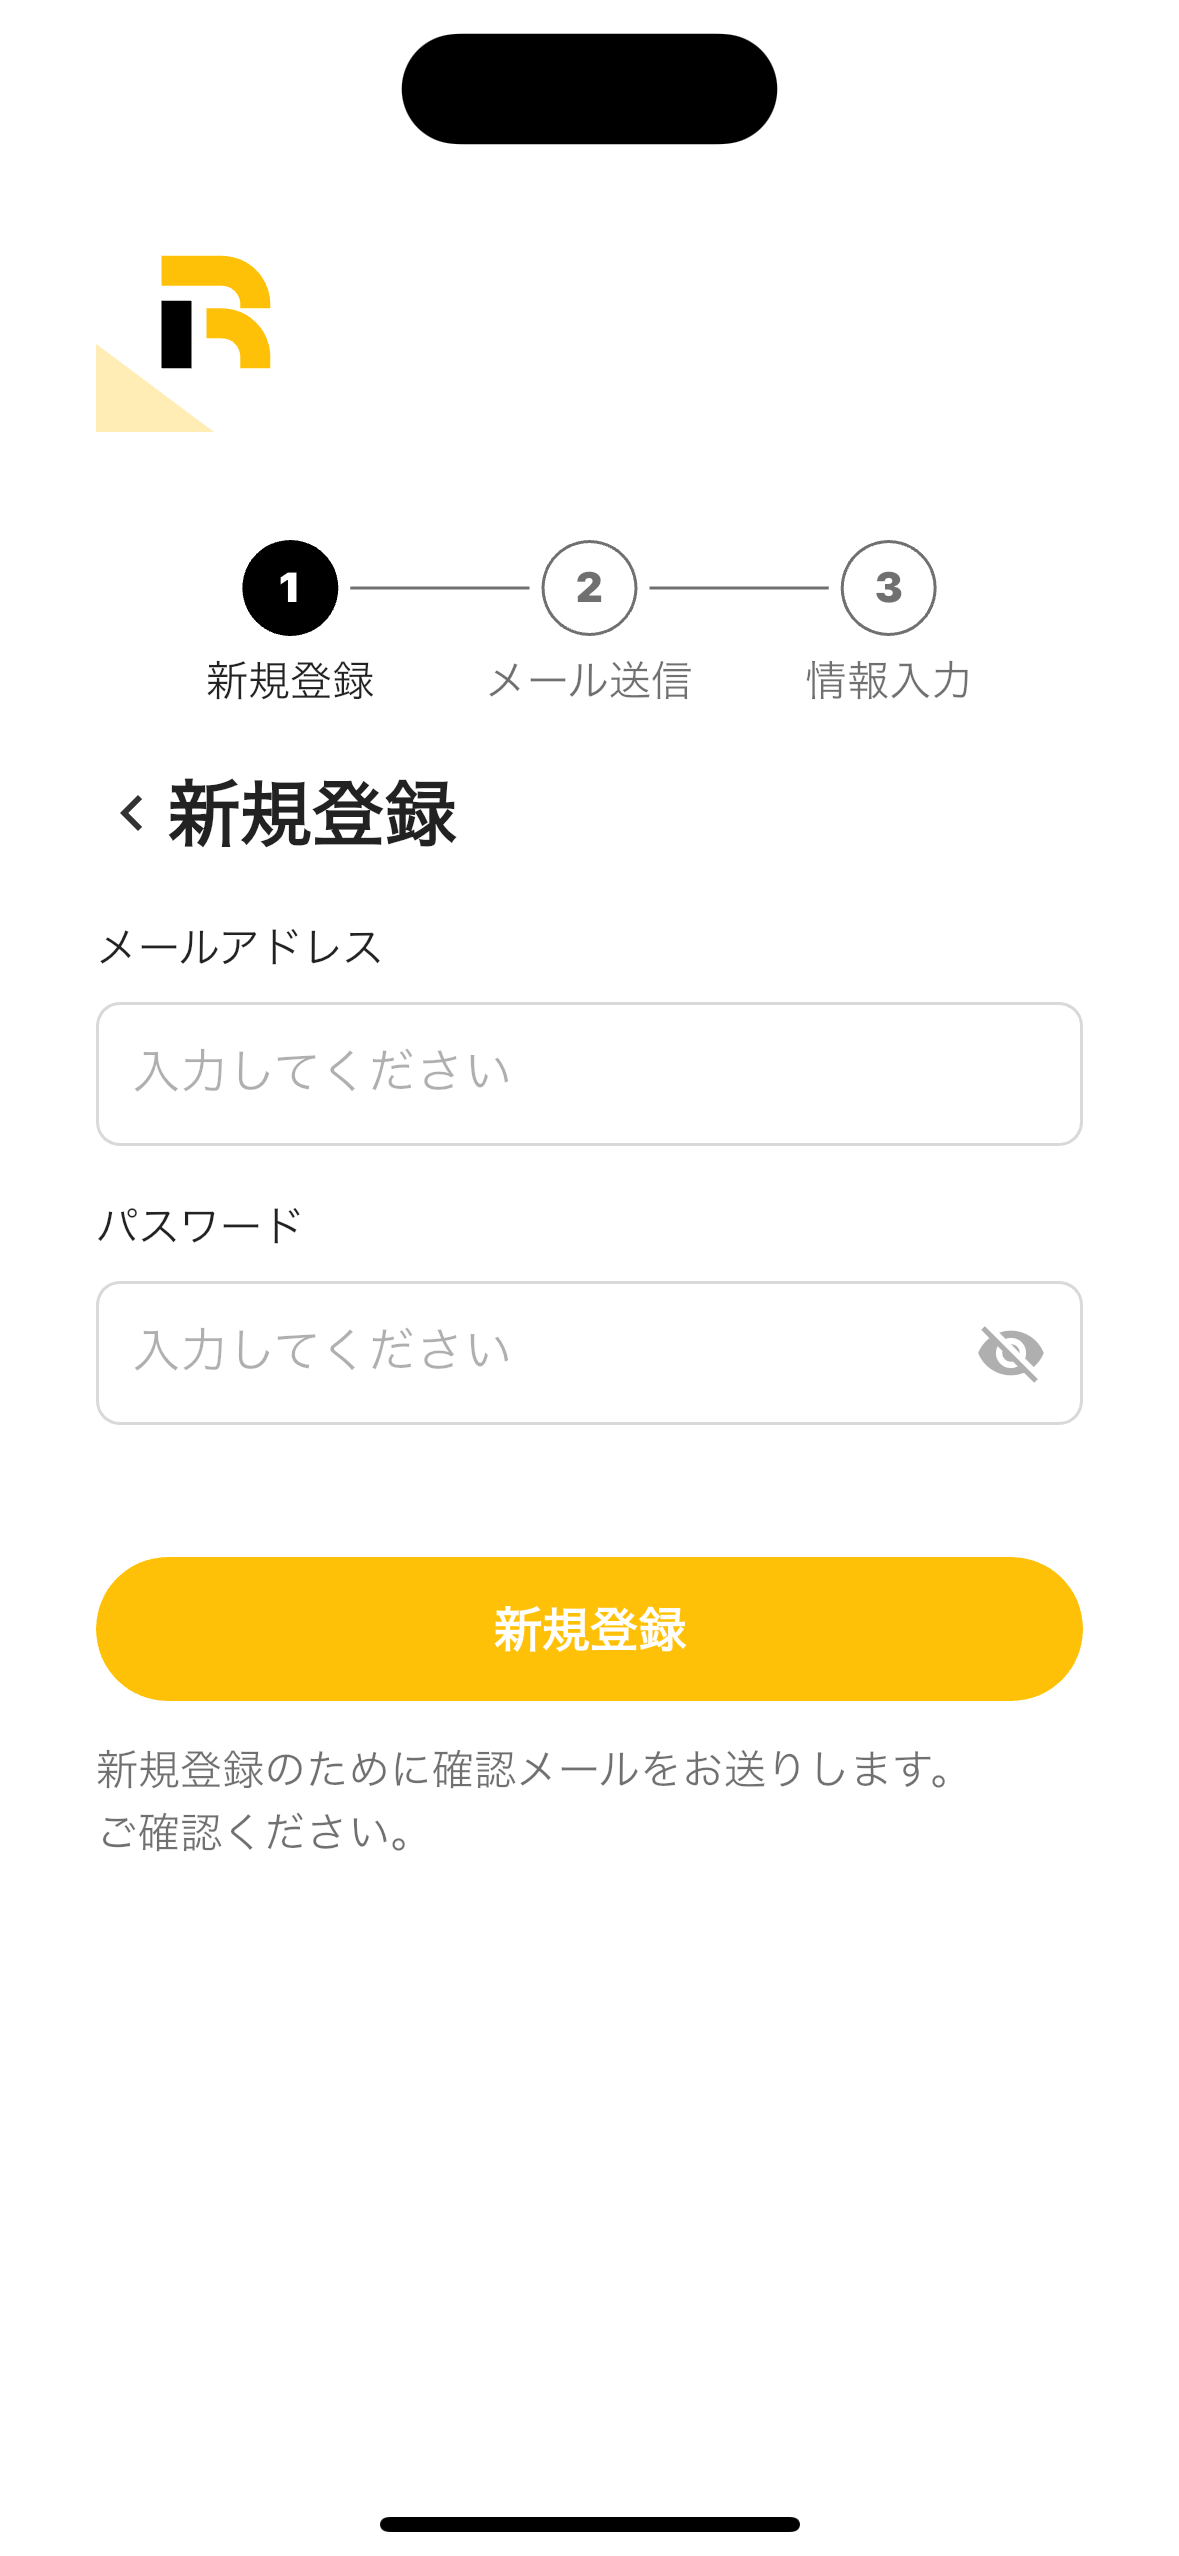 R
1
2
3
新規登録
メール送信
情報入力
新規登録
メールアドレス
入力してください
パスワード
入力してください
新規登録
新規登録のために確認メールをお送りします。
ご確認ください。